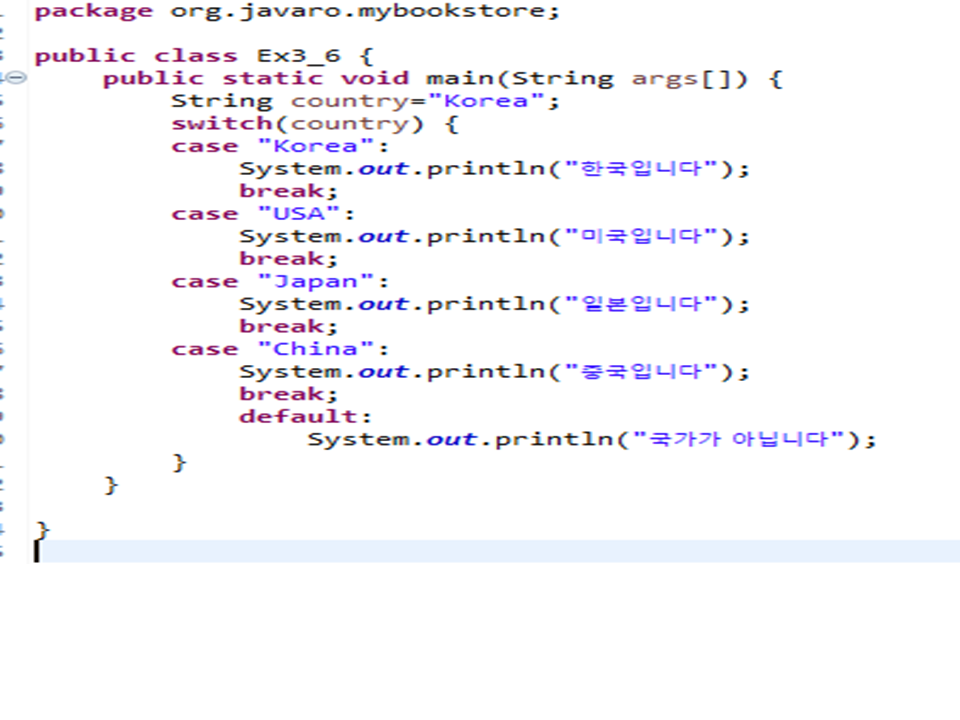 package org.javaro.mybookstore;
public class Ex3_6 {
public static void main(String args[]) {
String country="Korea";
switch(country) {
case "Korea":
System.out.println("한국입니다");
break;
case "USA":
System.out.println("미국입니다");
break;
case "Japan":
System.out.println("일본입니다");
break;
case "China":
System.out.println("중국입니다");
break;
default:
System.out.println("국가가 아닙니다");
}
}
}